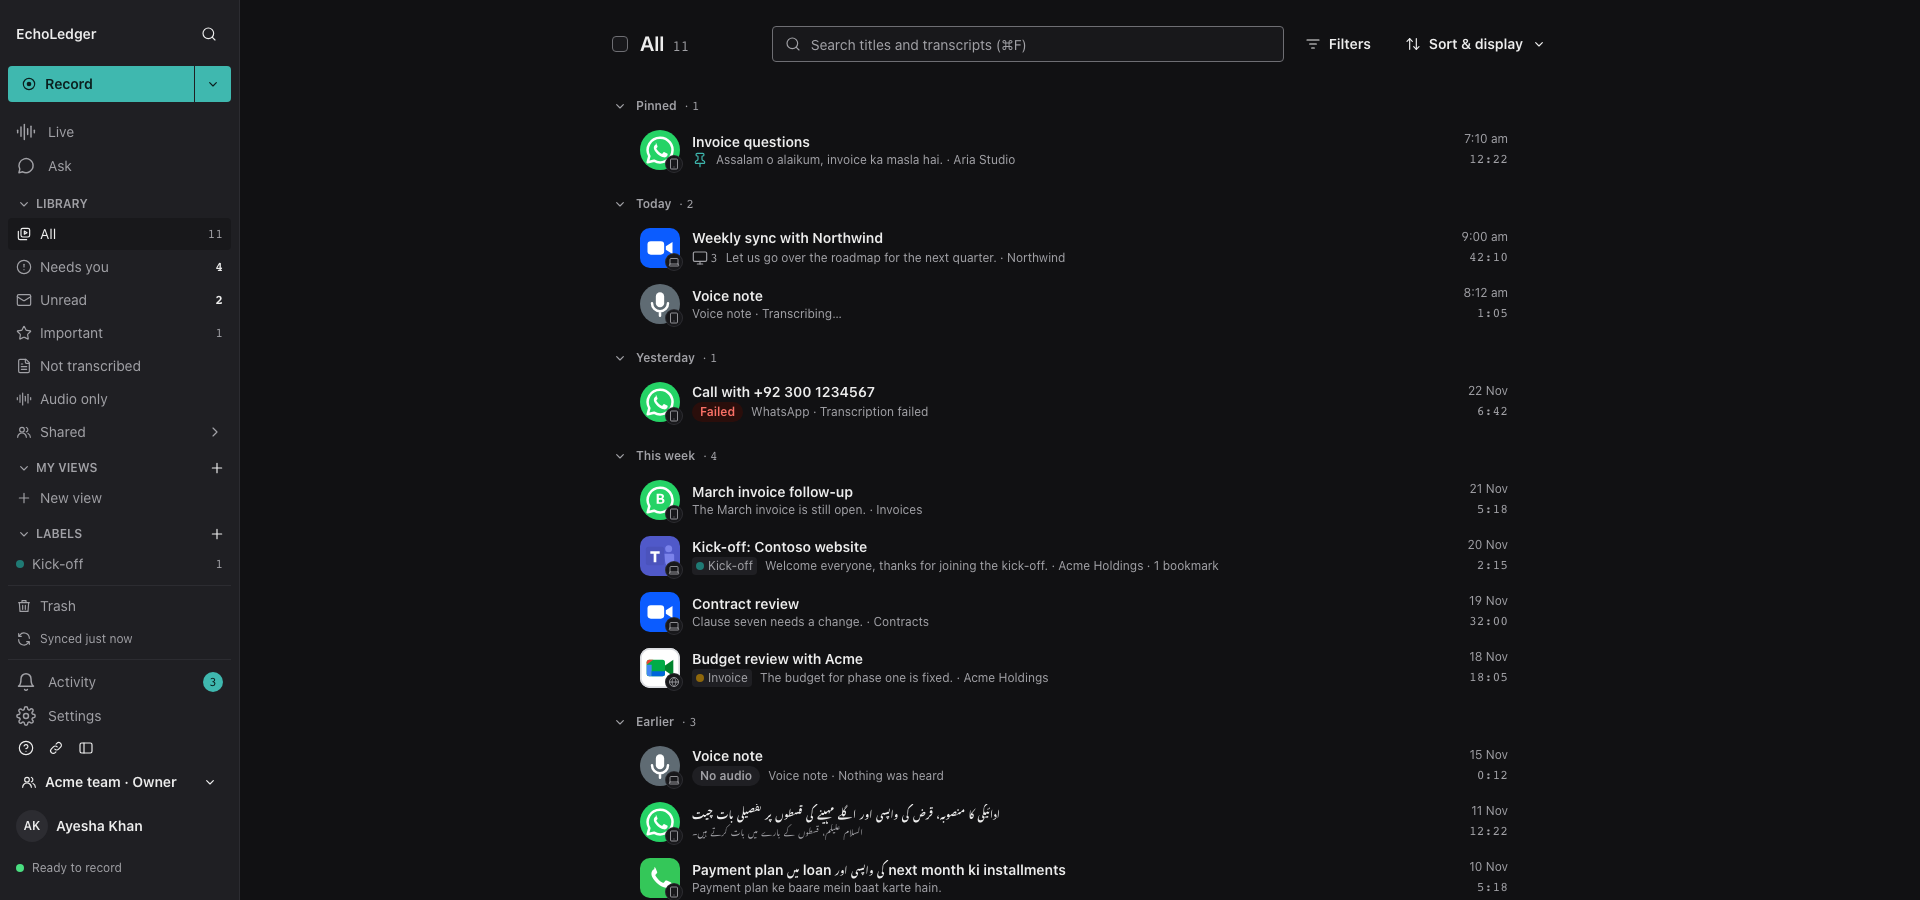 EchoLedger
Record
Live
Ask
LIBRARY
All 11
Needs you 4
Unread 2
Important 1
Not transcribed
Audio only
Shared
MY VIEWS
New view
LABELS
Kick-off 1
Trash
Synced just now
Activity 3
Settings
Acme team · Owner
AK Ayesha Khan
Ready to record
All 11
Search titles and transcripts (⌘F)
Filters
Sort & display
Pinned · 1
Invoice questions 7:10 am
Assalam o alaikum, invoice ka masla hai. · Aria Studio 12:22
Today · 2
Weekly sync with Northwind 9:00 am
3 Let us go over the roadmap for the next quarter. · Northwind 42:10
Voice note 8:12 am
Voice note · Transcribing… 1:05
Yesterday · 1
Call with +92 300 1234567 22 Nov
Failed WhatsApp · Transcription failed 6:42
This week · 4
B
March invoice follow-up 21 Nov
The March invoice is still open. · Invoices 5:18
T
Kick-off: Contoso website 20 Nov
Kick-off Welcome everyone, thanks for joining the kick-off. · Acme Holdings · 1 bookmark 2:15
Contract review 19 Nov
Clause seven needs a change. · Contracts 32:00
Budget review with Acme 18 Nov
Invoice The budget for phase one is fixed. · Acme Holdings 18:05
Earlier · 3
Voice note 15 Nov
No audio Voice note · Nothing was heard 0:12
ادائیگی کا منصوبہ، قرض کی واپسی اور اگلے مہینے کی قسطوں پر تفصیلی بات چیت 11 Nov
السلام علیکم، قسطوں کے بارے میں بات کرتے ہیں۔ 12:22
Payment plan میں loan کی واپسی اور next month ki installments 10 Nov
Payment plan ke baare mein baat karte hain. 5:18